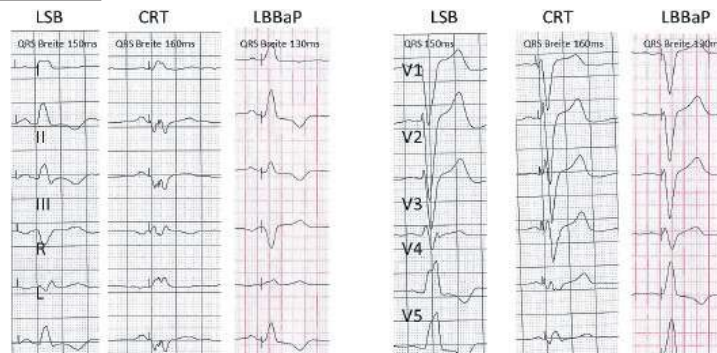 LSB CRT LBBaP LSB CRT LBBaP
QRS Breite 150ms QRS Breite 160ms QRS Breite 130ms QRS 150ms QRS Breite 160ms QRS Breite 130ms
I V1
II V2
III V3
R V4
L V5